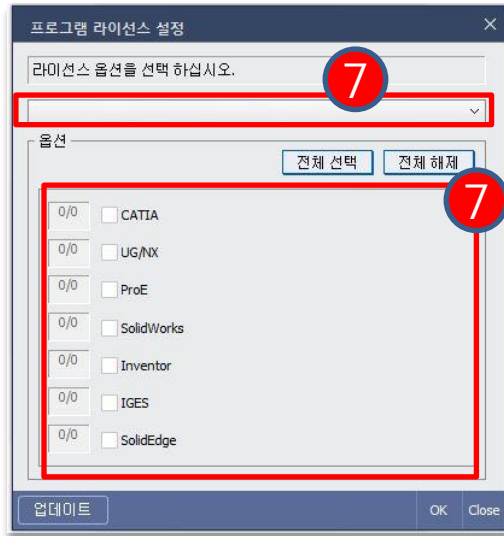 프로그램 라이선스 설정
라이선스 옵션을 선택 하십시오.
7
옵션
전체 선택 전체 해제
7
0/0 CATIA
0/0 UG/NX
0/0 ProE
0/0 SolidWorks
0/0 Inventor
0/0 IGES
0/0 SolidEdge
업데이트 OK Close